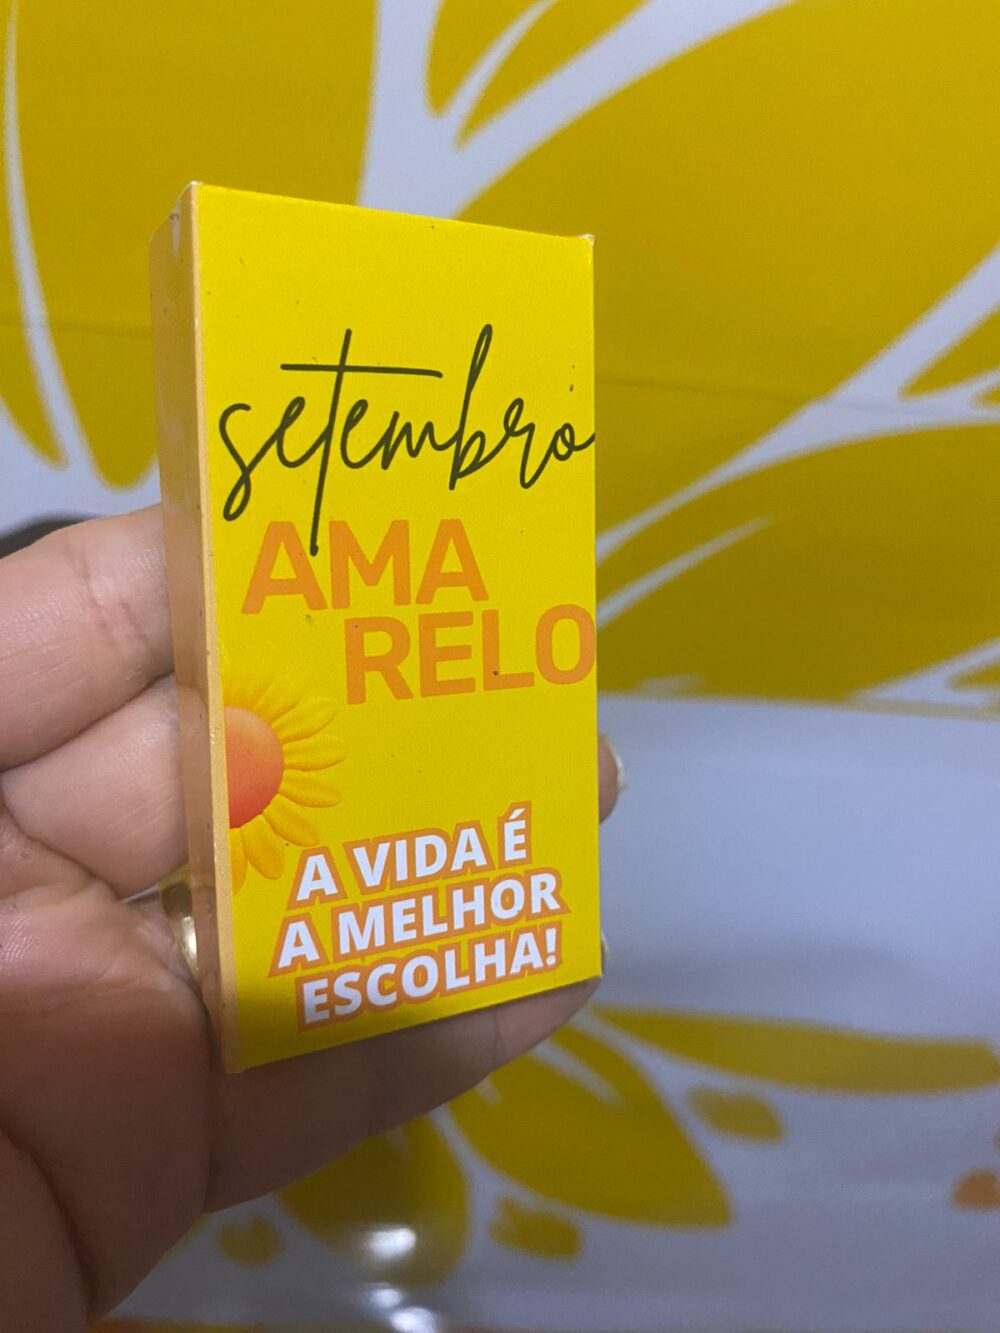 setembro
AMA
RELO
A VIDA É
A MELHOR
ESCOLHA!